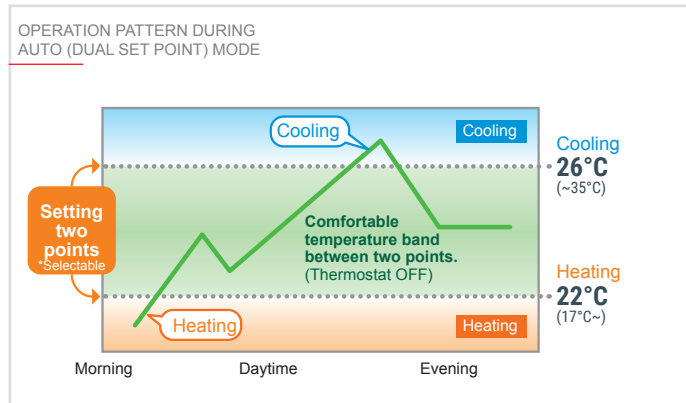 OPERATION PATTERN DURING
AUTO (DUAL SET POINT) MODE
Cooling
Cooling
Cooling
26°C
(~35°C)
Setting
two
points
*Selectable
Comfortable
temperature band
between two points.
(Thermostat OFF)
Heating
22°C
(17°C~)
Heating
Heating
Morning
Daytime
Evening